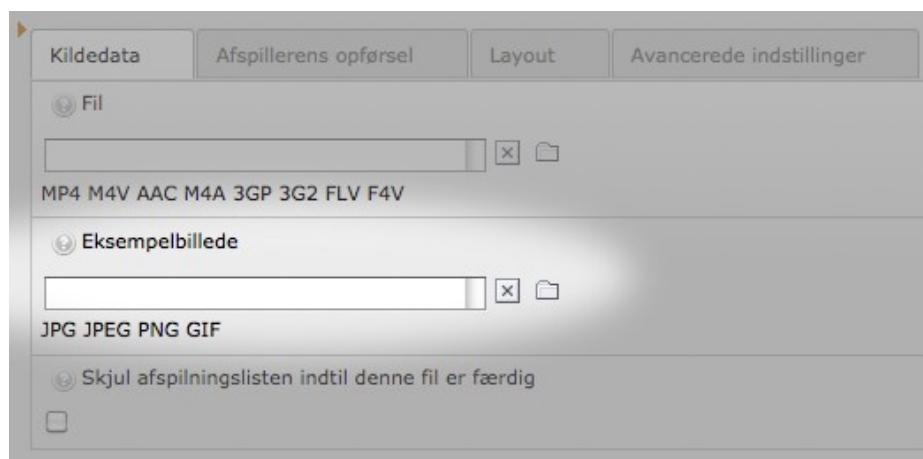 Kildedata Afspillerens opførsel Layout Avancerede indstillinger
Fil
MP4 M4V AAC M4A 3GP 3G2 FLV F4V
Eksempelbillede
JPG JPEG PNG GIF
Skjul afspilningslisten indtil denne fil er færdig